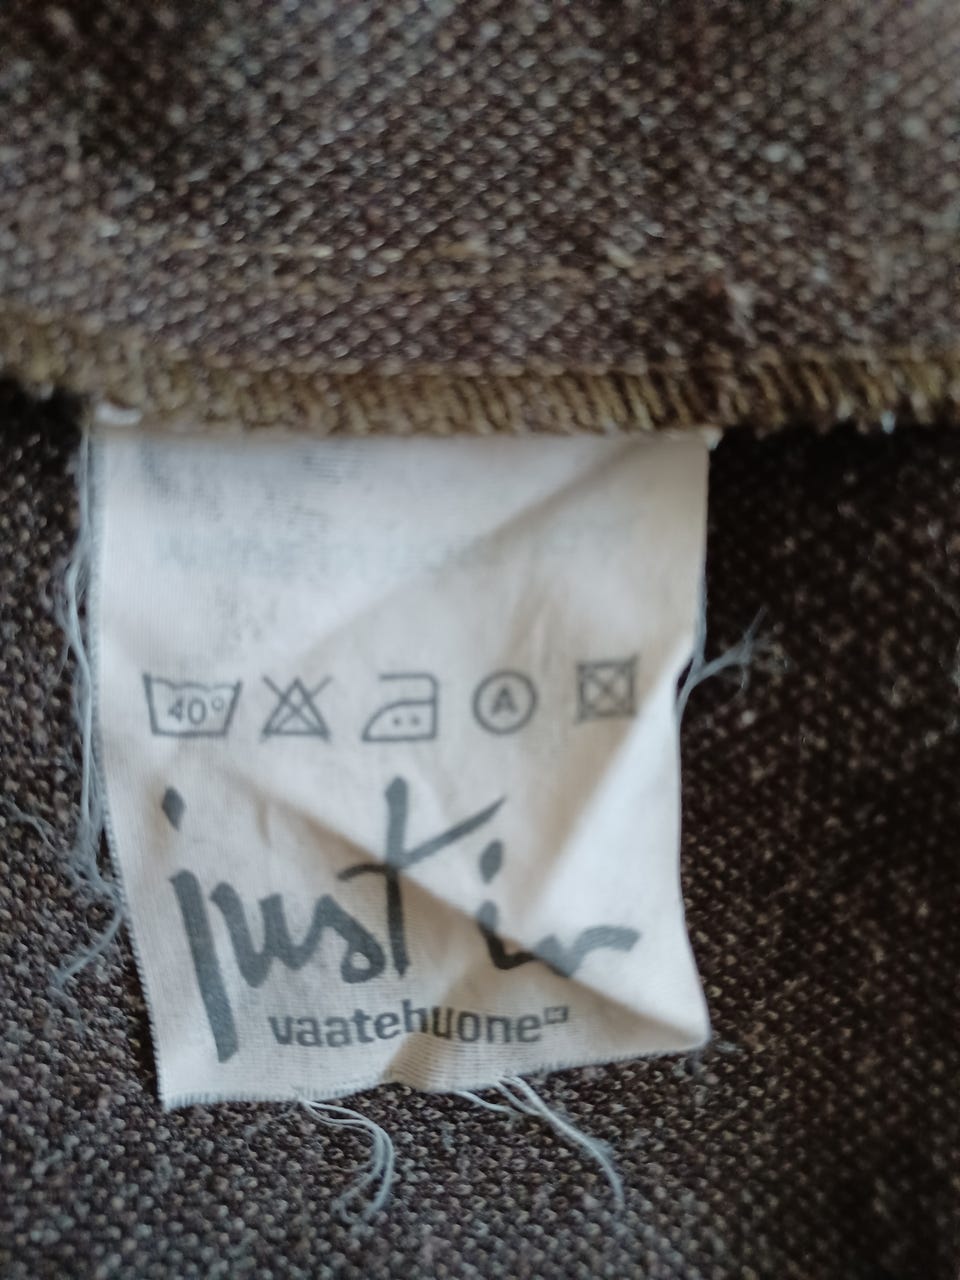 40° A
just in
vaatehuone